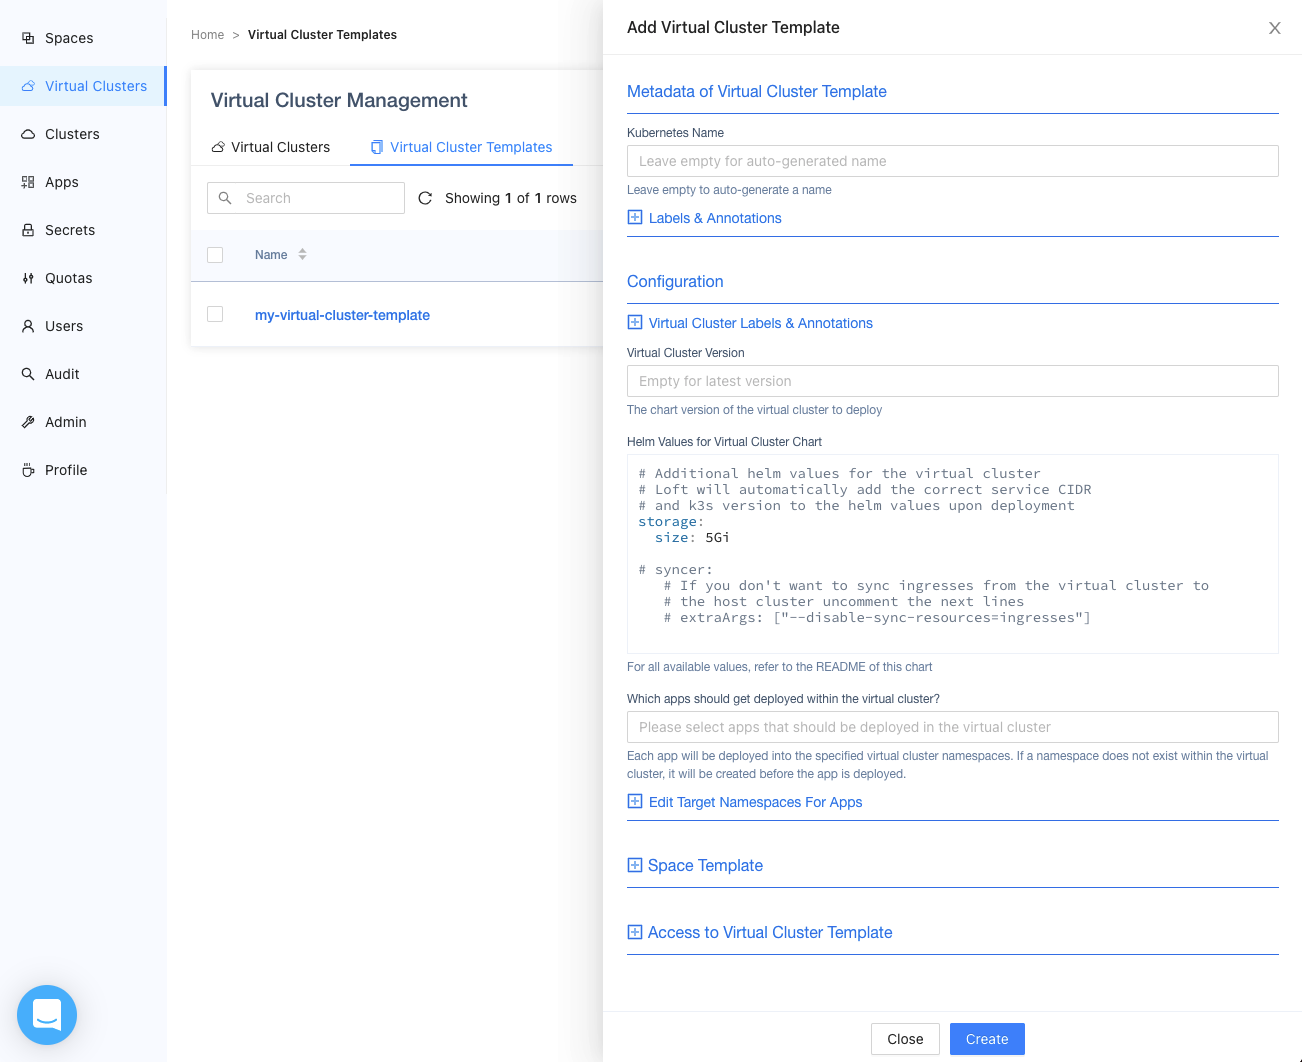 Spaces
Virtual Clusters
Clusters
Apps
Secrets
Quotas
Users
Audit
Admin
Profile
Home > Virtual Cluster Templates
Virtual Cluster Management
Virtual Clusters
Virtual Cluster Templates
Search
Showing 1 of 1 rows
Name
my-virtual-cluster-template
Add Virtual Cluster Template
Metadata of Virtual Cluster Template
Kubernetes Name
Leave empty for auto-generated name
Leave empty to auto-generate a name
Labels & Annotations
Configuration
Virtual Cluster Labels & Annotations
Virtual Cluster Version
Empty for latest version
The chart version of the virtual cluster to deploy
Helm Values for Virtual Cluster Chart
# Additional helm values for the virtual cluster
# Loft will automatically add the correct service CIDR
# and k3s version to the helm values upon deployment
storage:
  size: 5Gi
# syncer:
   # If you don't want to sync ingresses from the virtual cluster to
   # the host cluster uncomment the next lines
   # extraArgs: ["--disable-sync-resources=ingresses"]
For all available values, refer to the README of this chart
Which apps should get deployed within the virtual cluster?
Please select apps that should be deployed in the virtual cluster
Each app will be deployed into the specified virtual cluster namespaces. If a namespace does not exist within the virtual
cluster, it will be created before the app is deployed.
Edit Target Namespaces For Apps
Space Template
Access to Virtual Cluster Template
Close
Create